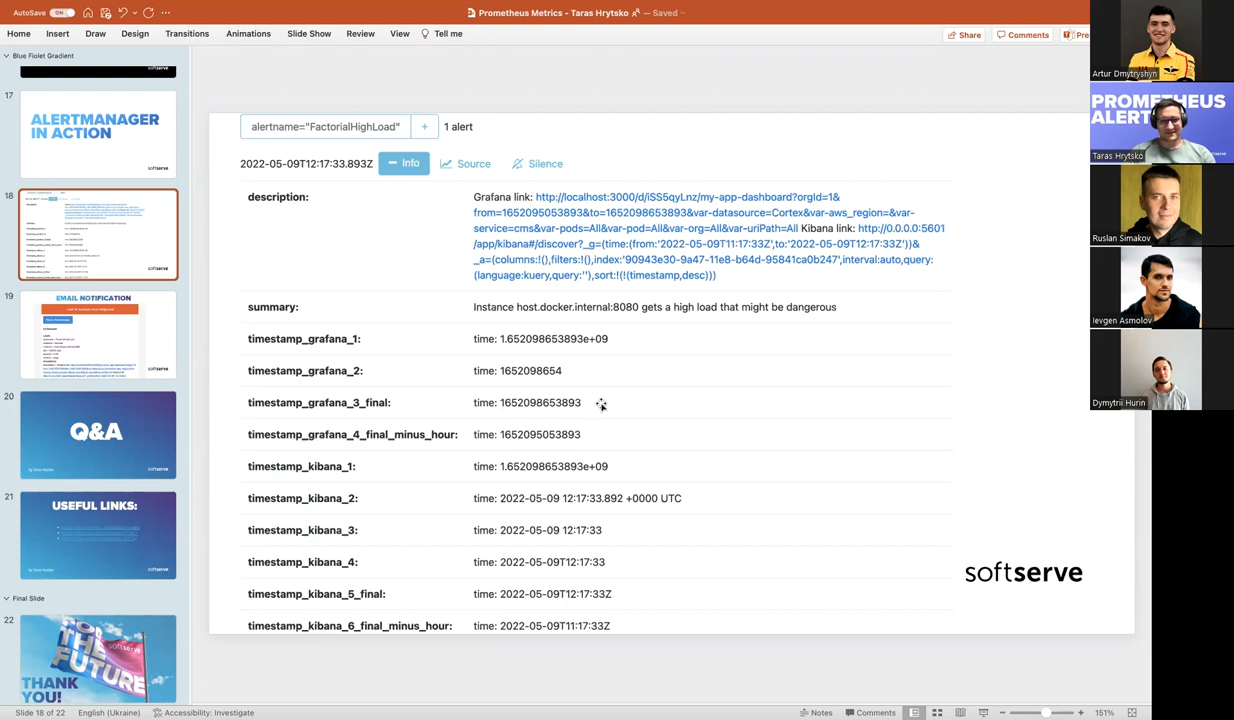 AutoSave ON
Prometheus Metrics - Taras Hrytsko — Saved
Home Insert Draw Design Transitions Animations Slide Show Review View Tell me
Share Comments
Blue Fiolet Gradient
softserve
17
ALERTMANAGER
IN ACTION
softserve
18
softserve
19
EMAIL NOTIFICATION
softserve
20
Q&A
softserve
21
USEFUL LINKS:
softserve
Final Slide
22
TO THE
FUTURE
softserve
THANK
YOU!
alertname="FactorialHighLoad" + 1 alert
2022-05-09T12:17:33.893Z Info Source Silence
description: Grafana link: http://localhost:3000/d/iSS5qyLnz/my-app-dashboard?orgId=1&
from=1652095053893&to=1652098653893&var-datasource=Cortex&var-aws_region=&var-
service=cms&var-pods=All&var-pod=All&var-org=All&var-uriPath=All Kibana link: http://0.0.0.0:5601
/app/kibana#/discover?_g=(time:(from:'2022-05-09T11:17:33Z',to:'2022-05-09T12:17:33Z'))&
_a=(columns:!(),filters:!(),index:'90943e30-9a47-11e8-b64d-95841ca0b247',interval:auto,query:
(language:kuery,query:''),sort:!(!(timestamp,desc)))
summary: Instance host.docker.internal:8080 gets a high load that might be dangerous
timestamp_grafana_1: time: 1.652098653893e+09
timestamp_grafana_2: time: 1652098654
timestamp_grafana_3_final: time: 1652098653893
timestamp_grafana_4_final_minus_hour: time: 1652095053893
timestamp_kibana_1: time: 1.652098653893e+09
timestamp_kibana_2: time: 2022-05-09 12:17:33.892 +0000 UTC
timestamp_kibana_3: time: 2022-05-09 12:17:33
timestamp_kibana_4: time: 2022-05-09T12:17:33
timestamp_kibana_5_final: time: 2022-05-09T12:17:33Z
timestamp_kibana_6_final_minus_hour: time: 2022-05-09T11:17:33Z
softserve
Artur Dmytryshyn
PROMETHEUS
ALERT
Taras Hrytsko
Ruslan Simakov
Ievgen Asmolov
Dymytrii Hurin
Slide 18 of 22 English (Ukraine) Accessibility: Investigate
Notes Comments 151%